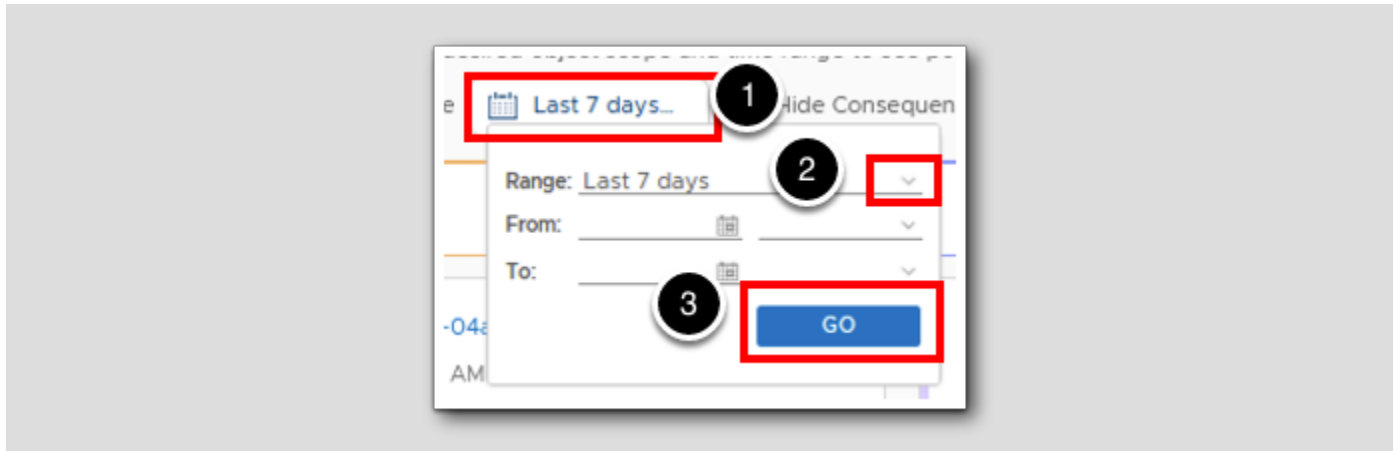 e Last 7 days... 1 Hide Consequen
2
Range: Last 7 days
From:
To:
3
GO
-04a
AM